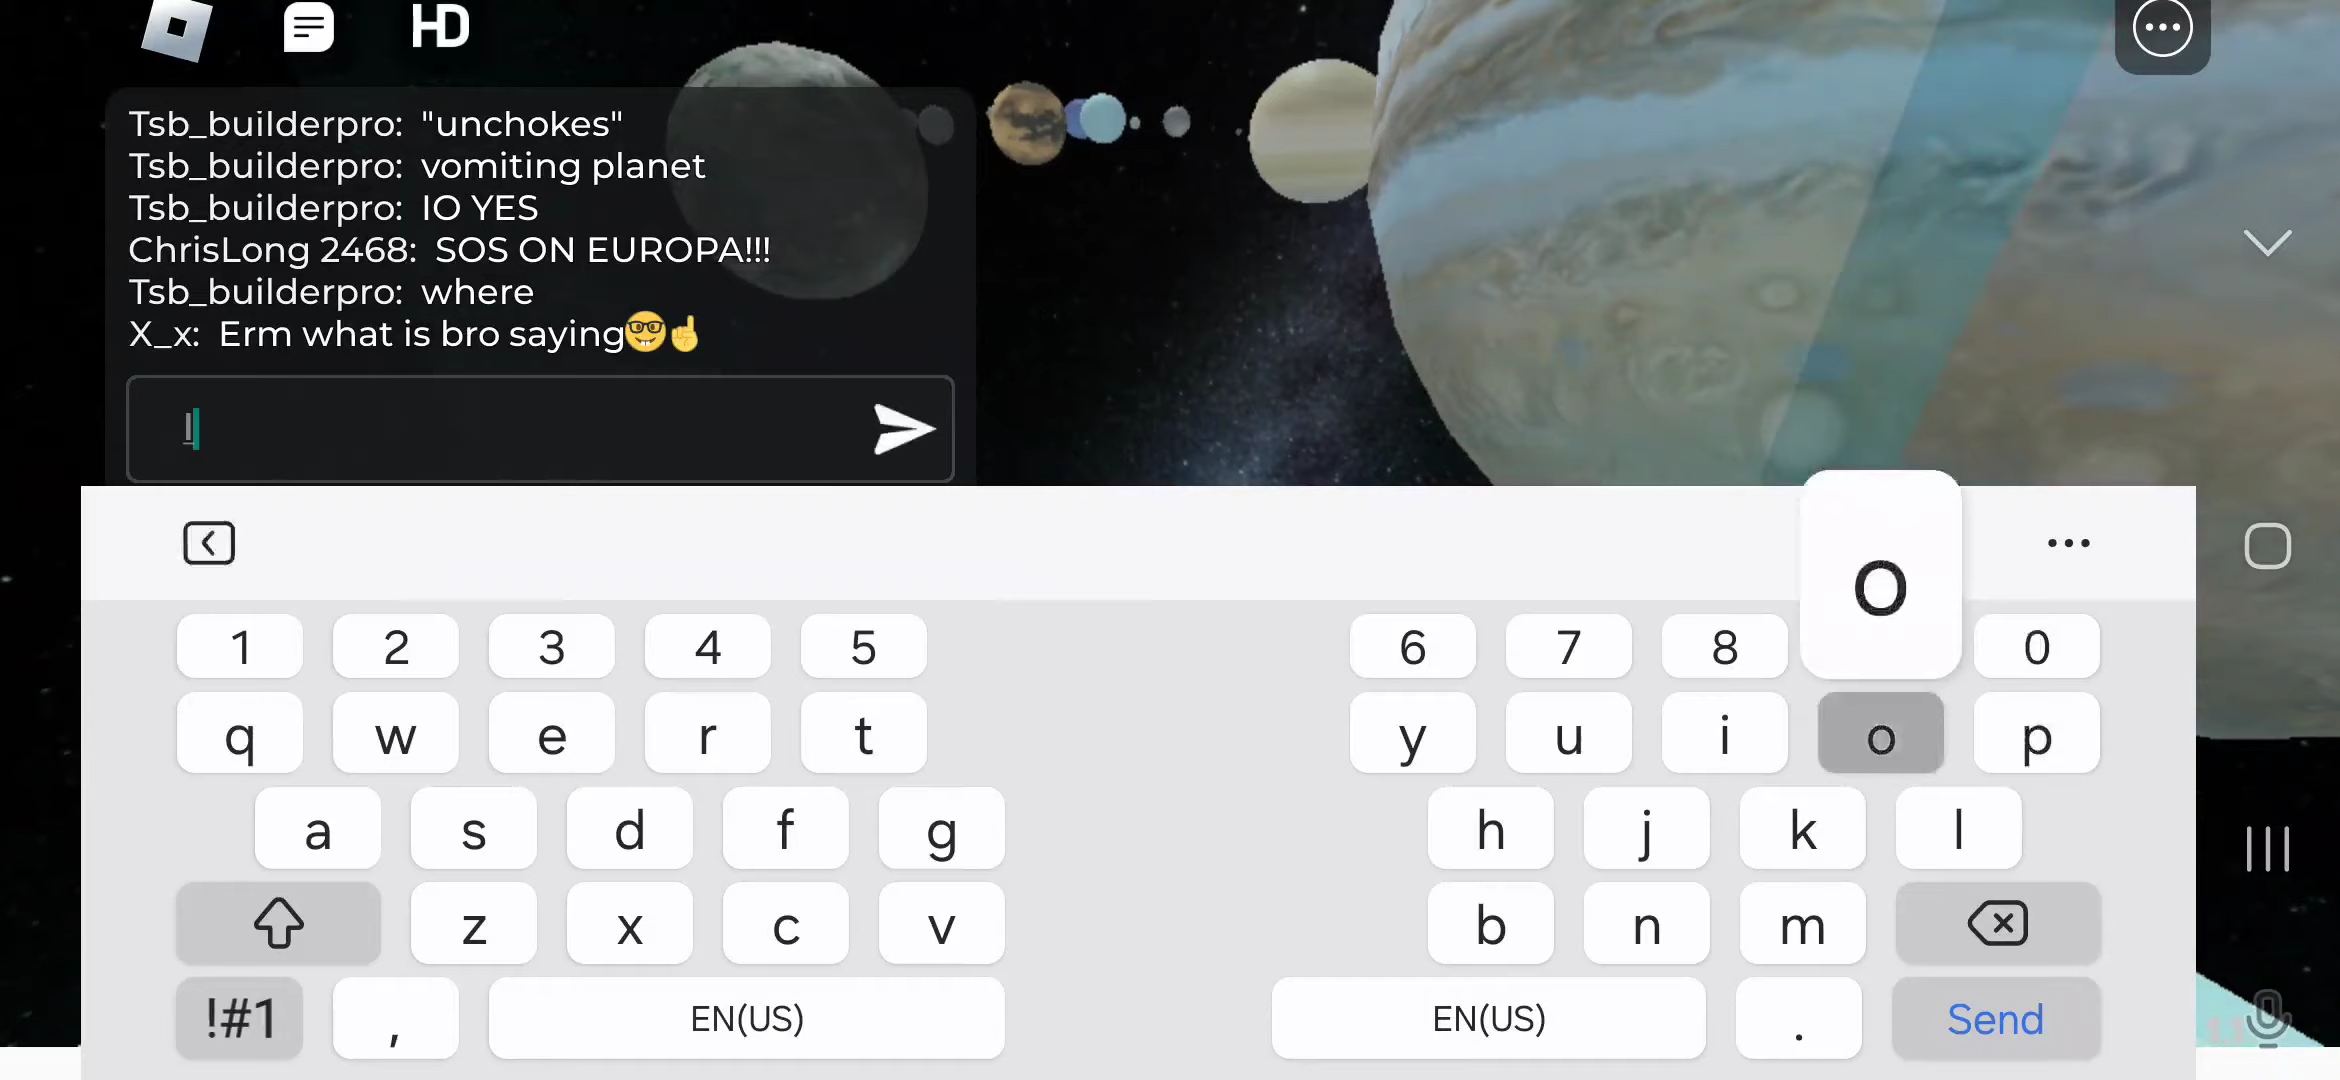 HD
Tsb_builderpro: "unchokes"
Tsb_builderpro: vomiting planet
Tsb_builderpro: IO YES
ChrisLong 2468: SOS ON EUROPA!!!
Tsb_builderpro: where
X_x: Erm what is bro saying🤓☝️
I
o
1 2 3 4 5 6 7 8 0
q w e r t y u i o p
a s d f g h j k l
z x c v b n m
!#1 , EN(US) EN(US) . Send